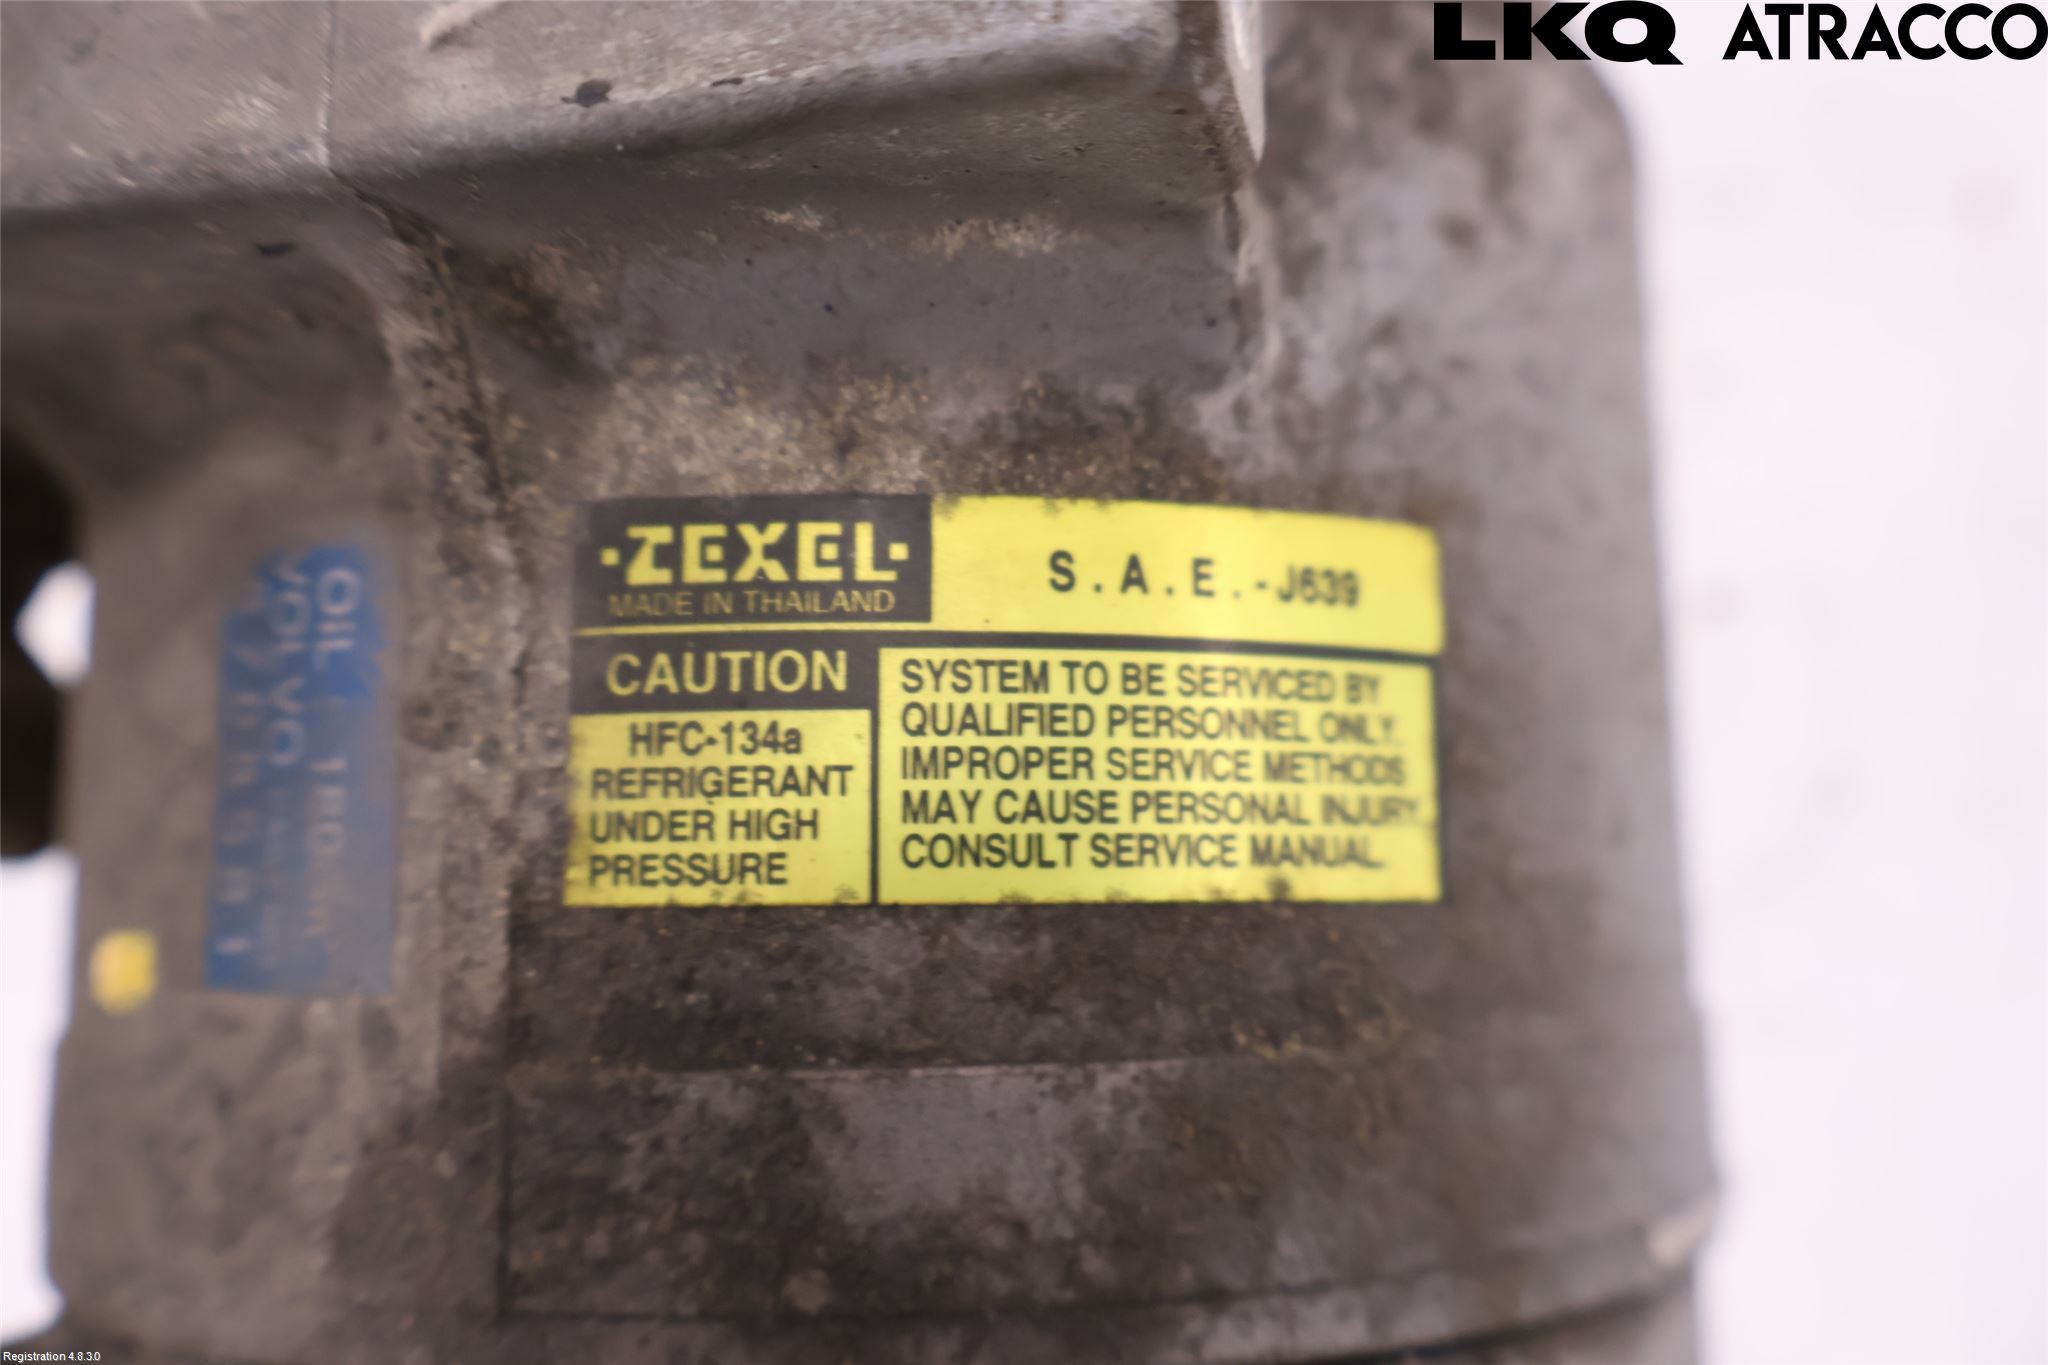 LKQ ATRACCO
·ZEXEL·
MADE IN THAILAND
S.A.E.-J639
CAUTION
HFC-134a
REFRIGERANT
UNDER HIGH
PRESSURE
SYSTEM TO BE SERVICED BY
QUALIFIED PERSONNEL ONLY.
IMPROPER SERVICE METHODS
MAY CAUSE PERSONAL INJURY.
CONSULT SERVICE MANUAL.
OIL
VOLVO
Registration 4.8.3.0